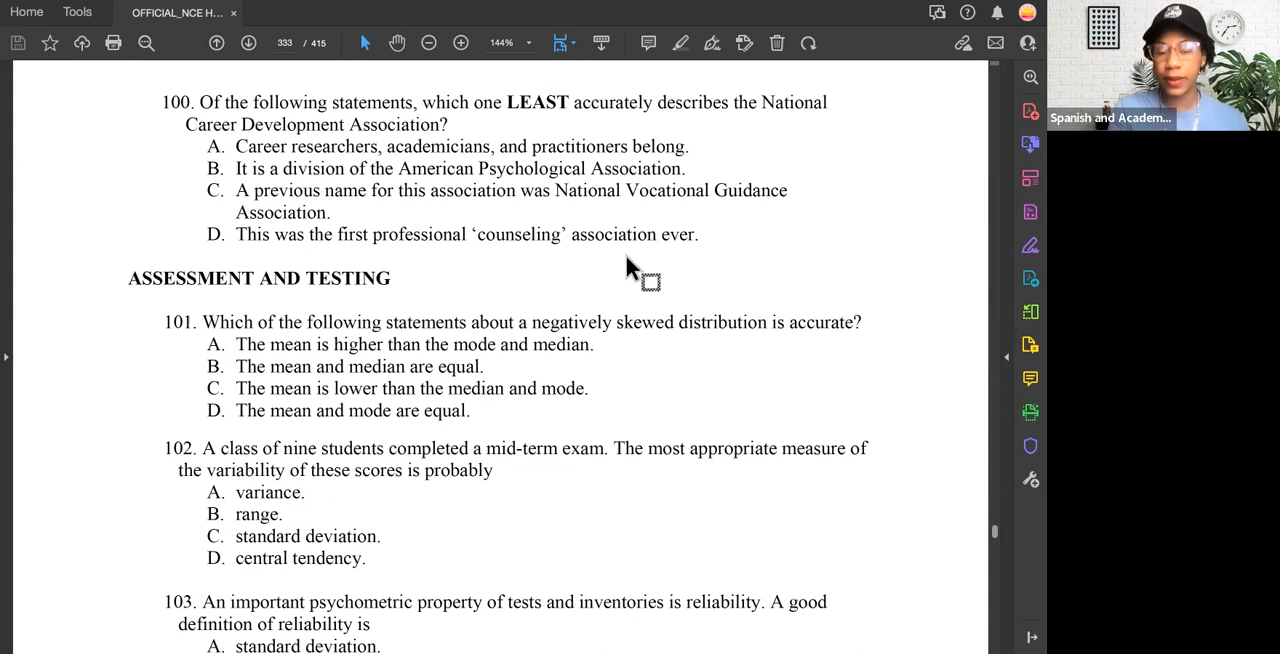 Home
Tools
OFFICIAL_NCE H... ×
333 / 415
144%
100. Of the following statements, which one LEAST accurately describes the National
Career Development Association?
A. Career researchers, academicians, and practitioners belong.
B. It is a division of the American Psychological Association.
C. A previous name for this association was National Vocational Guidance
Association.
D. This was the first professional ‘counseling’ association ever.
ASSESSMENT AND TESTING
101. Which of the following statements about a negatively skewed distribution is accurate?
A. The mean is higher than the mode and median.
B. The mean and median are equal.
C. The mean is lower than the median and mode.
D. The mean and mode are equal.
102. A class of nine students completed a mid-term exam. The most appropriate measure of
the variability of these scores is probably
A. variance.
B. range.
C. standard deviation.
D. central tendency.
103. An important psychometric property of tests and inventories is reliability. A good
definition of reliability is
A. standard deviation.
Spanish and Academ...